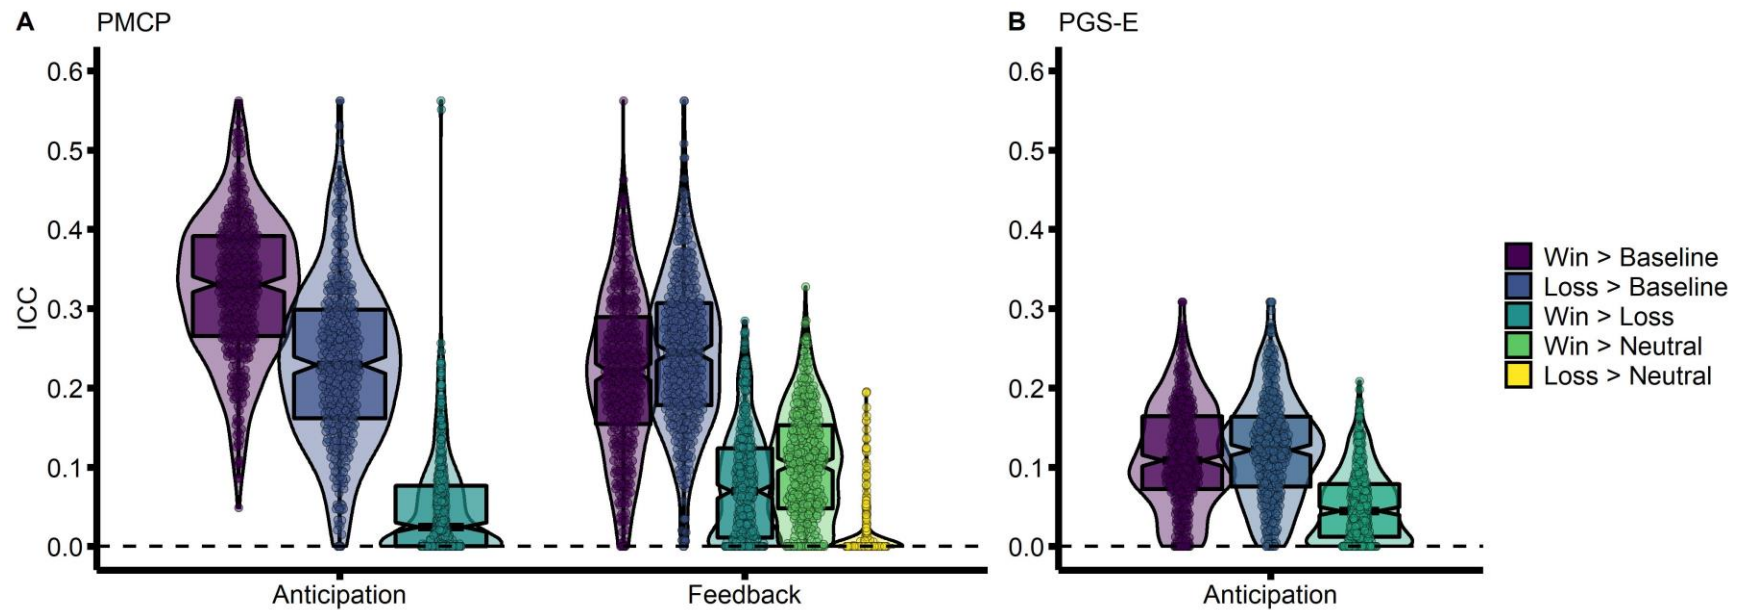 A PMCP
ICC
0.6
0.5
0.4
0.3
0.2
0.1
0.0
Anticipation Feedback
B PGS-E
0.6
0.5
0.4
0.3
0.2
0.1
0.0
Anticipation
Win > Baseline
Loss > Baseline
Win > Loss
Win > Neutral
Loss > Neutral